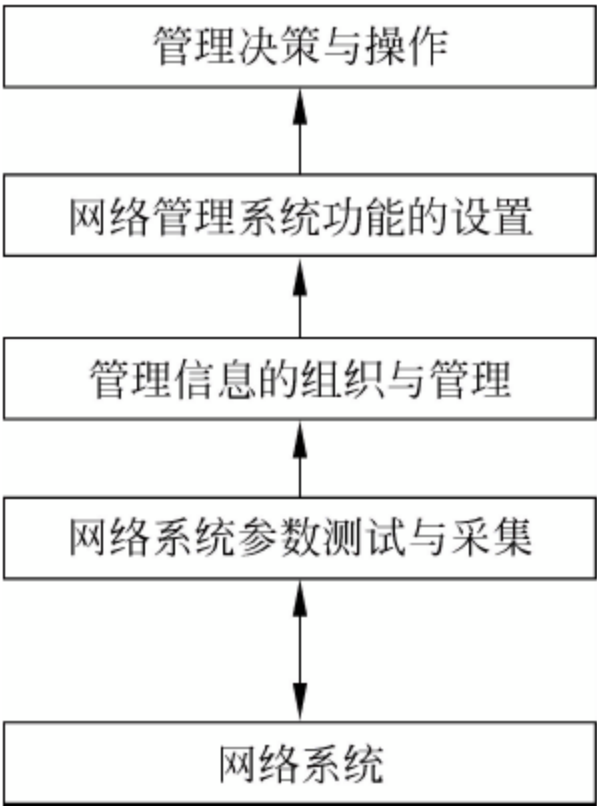 管理决策与操作
网络管理系统功能的设置
管理信息的组织与管理
网络系统参数测试与采集
网络系统